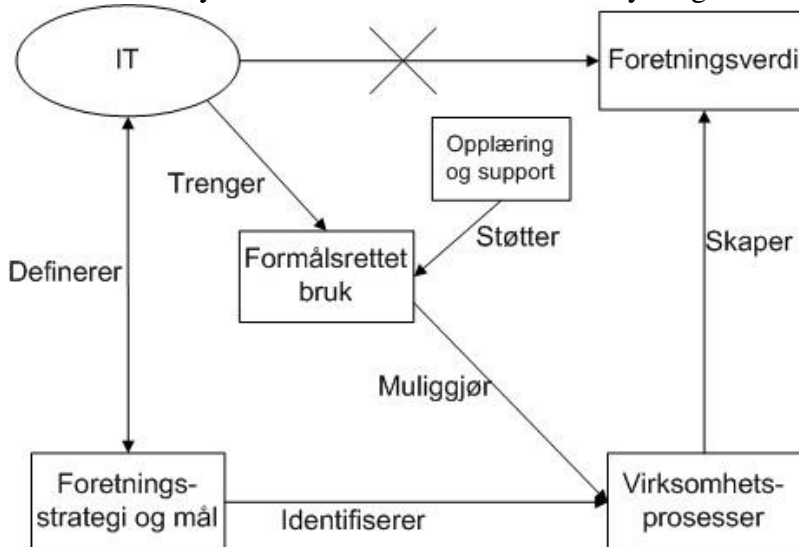 IT
Foretningsverdi
Opplæring
og support
Trenger
Støtter
Skaper
Formålsrettet
bruk
Definerer
Muliggjør
Foretnings-
strategi og mål
Identifiserer
Virksomhets-
prosesser